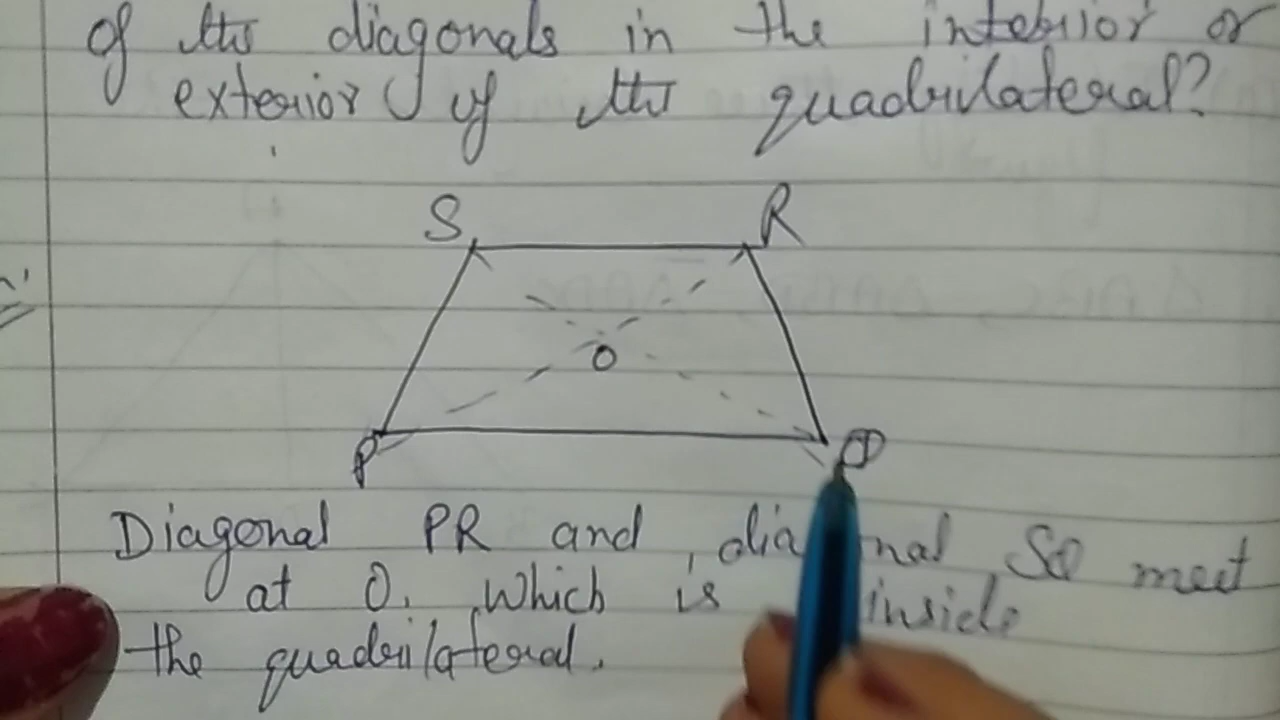 of the diagonals in the interior or
exterior of the quadrilateral?
S R
O
P Q
Diagonal PR and, diagonal SQ meet
at O. Which is inside
the quadrilateral.